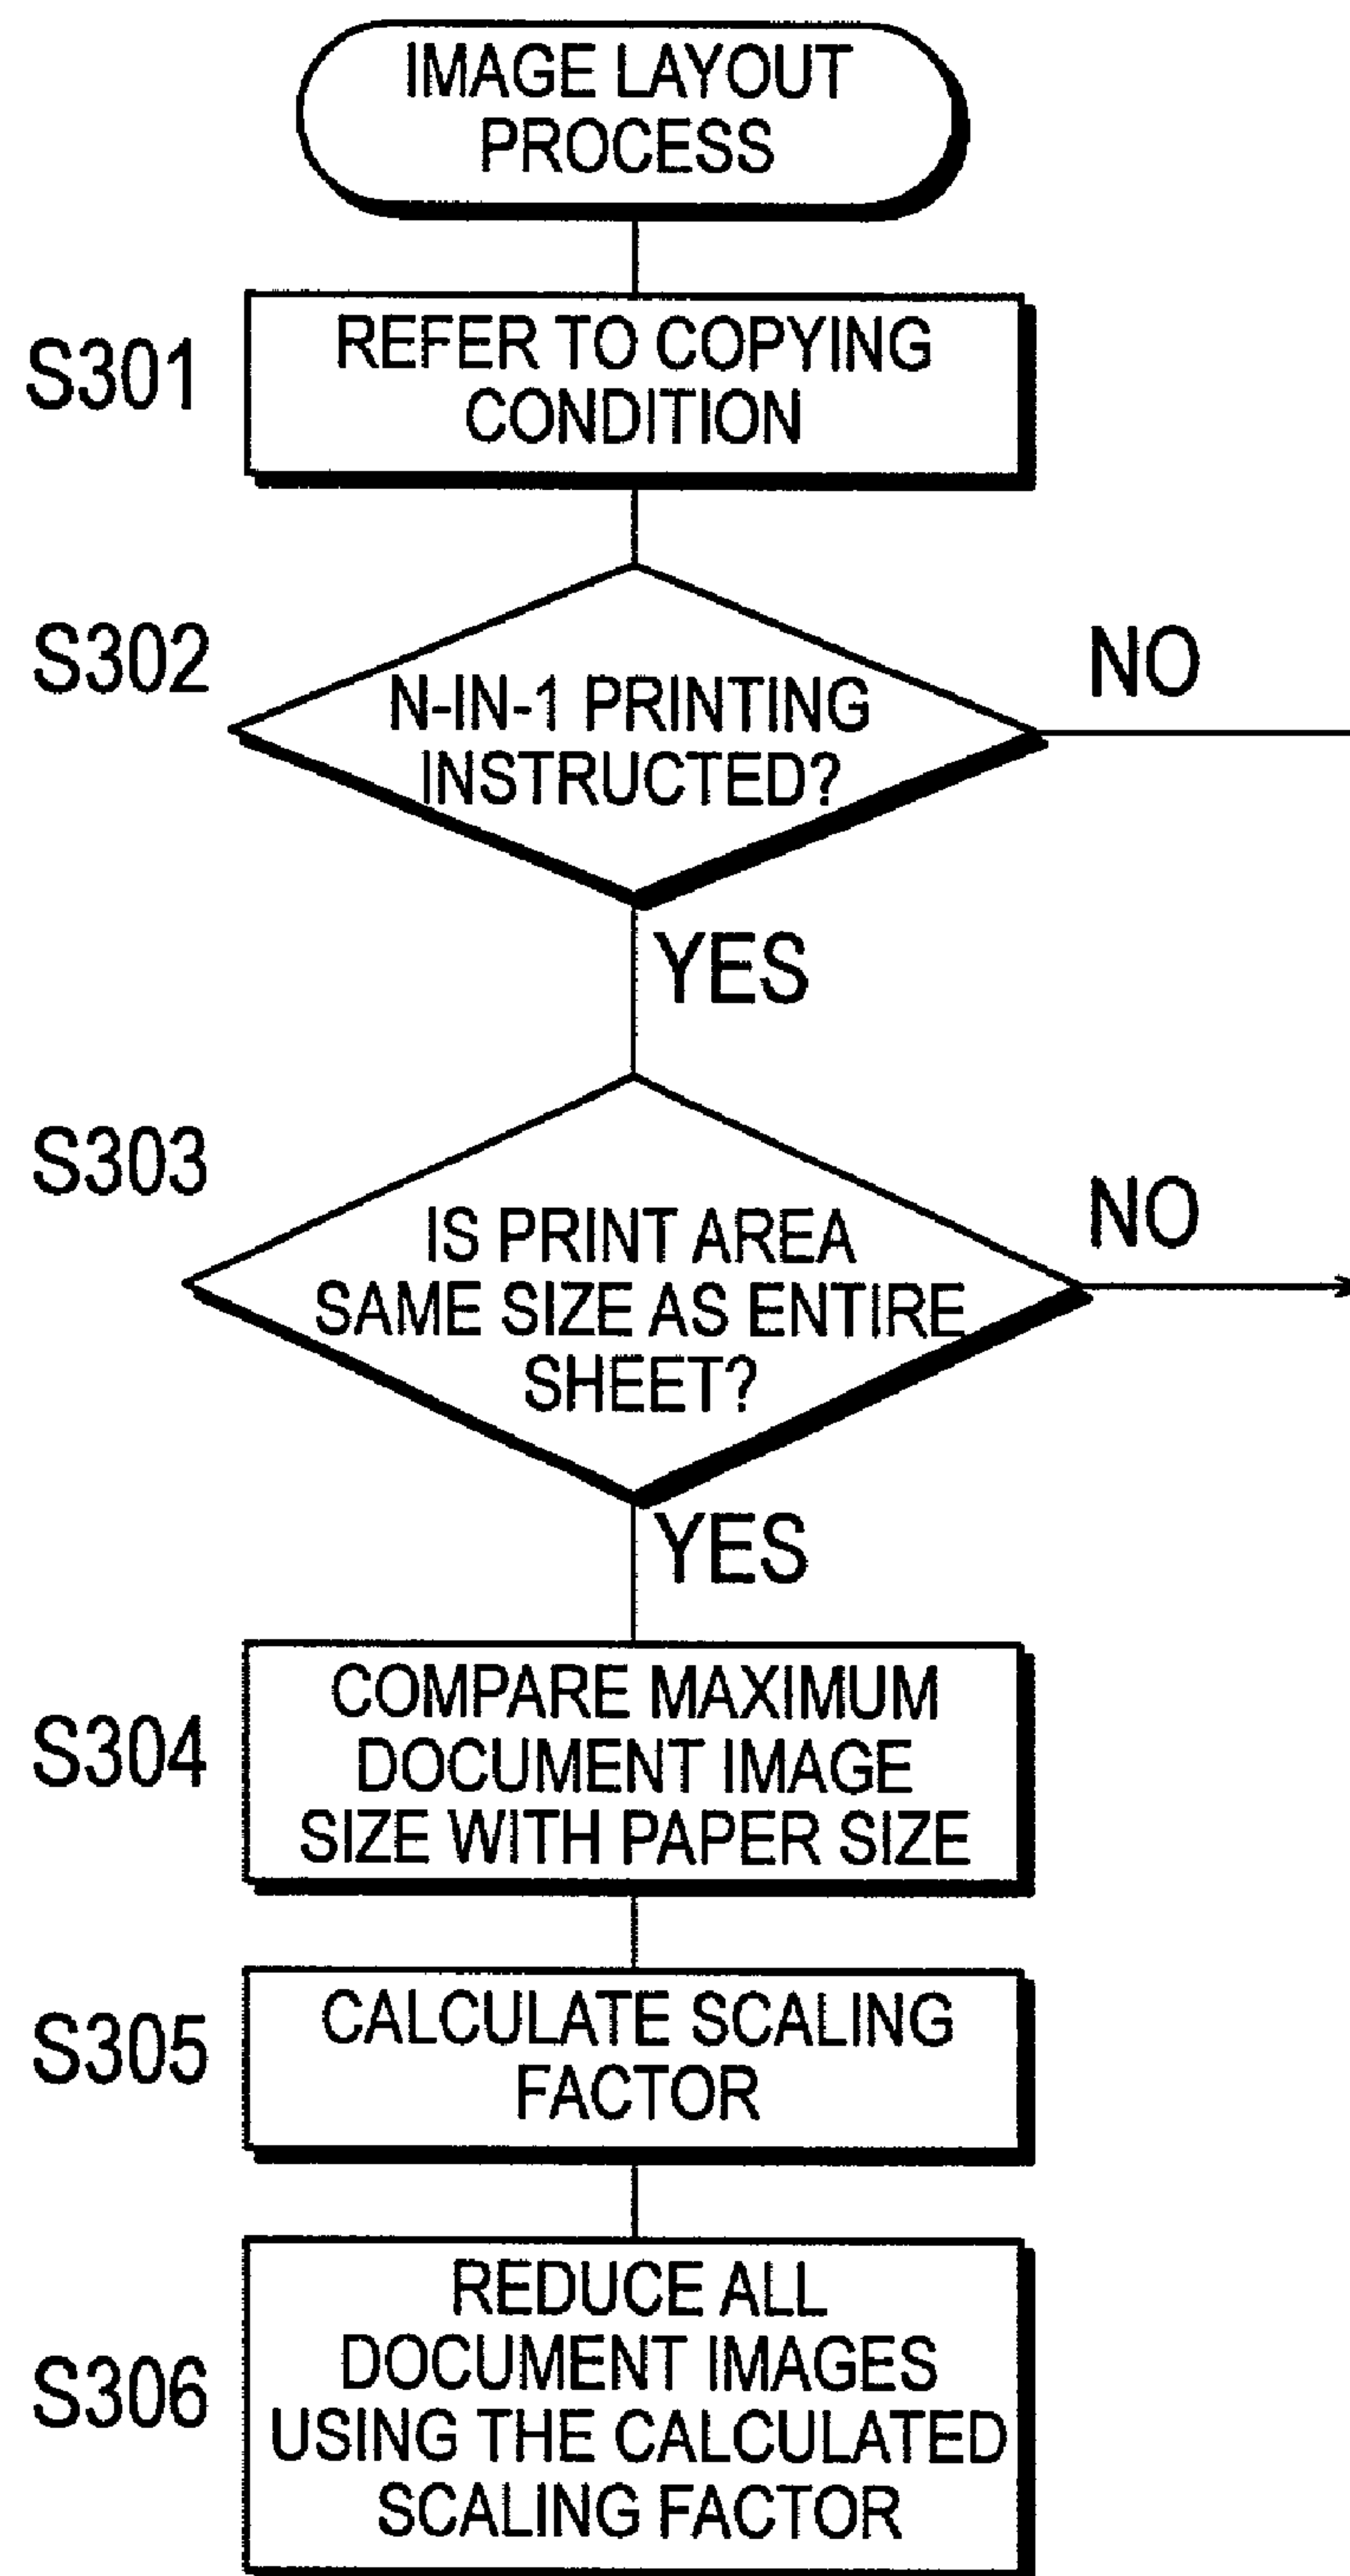 IMAGE LAYOUT
PROCESS
S301
REFER TO COPYING
CONDITION
S302
N-IN-1 PRINTING
INSTRUCTED?
NO
YES
S303
IS PRINT AREA
SAME SIZE AS ENTIRE
SHEET?
NO
YES
S304
COMPARE MAXIMUM
DOCUMENT IMAGE
SIZE WITH PAPER SIZE
S305
CALCULATE SCALING
FACTOR
S306
REDUCE ALL
DOCUMENT IMAGES
USING THE CALCULATED
SCALING FACTOR